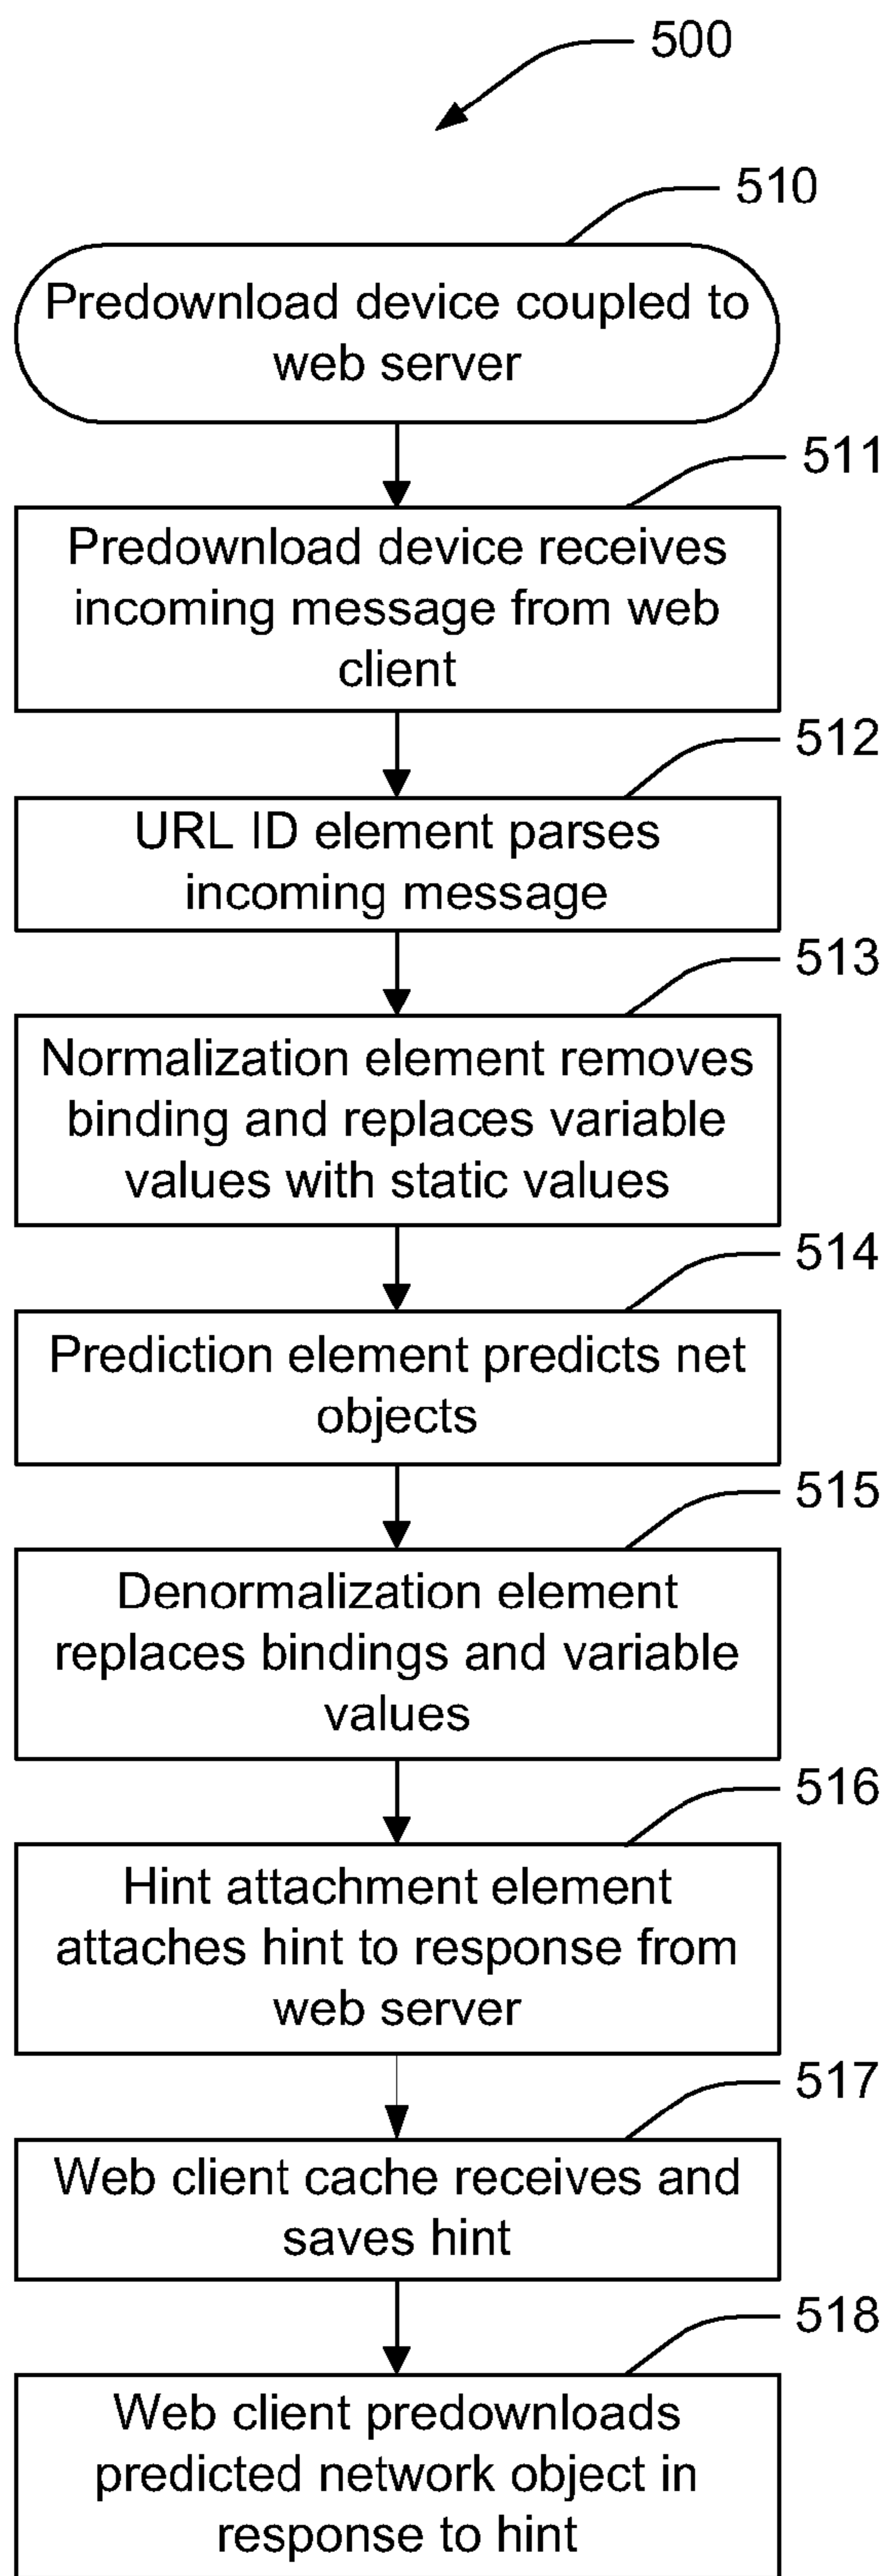 500
510
Predownload device coupled to
web server
511
Predownload device receives
incoming message from web
client
512
URL ID element parses
incoming message
513
Normalization element removes
binding and replaces variable
values with static values
514
Prediction element predicts net
objects
515
Denormalization element
replaces bindings and variable
values
516
Hint attachment element
attaches hint to response from
web server
517
Web client cache receives and
saves hint
518
Web client predownloads
predicted network object in
response to hint